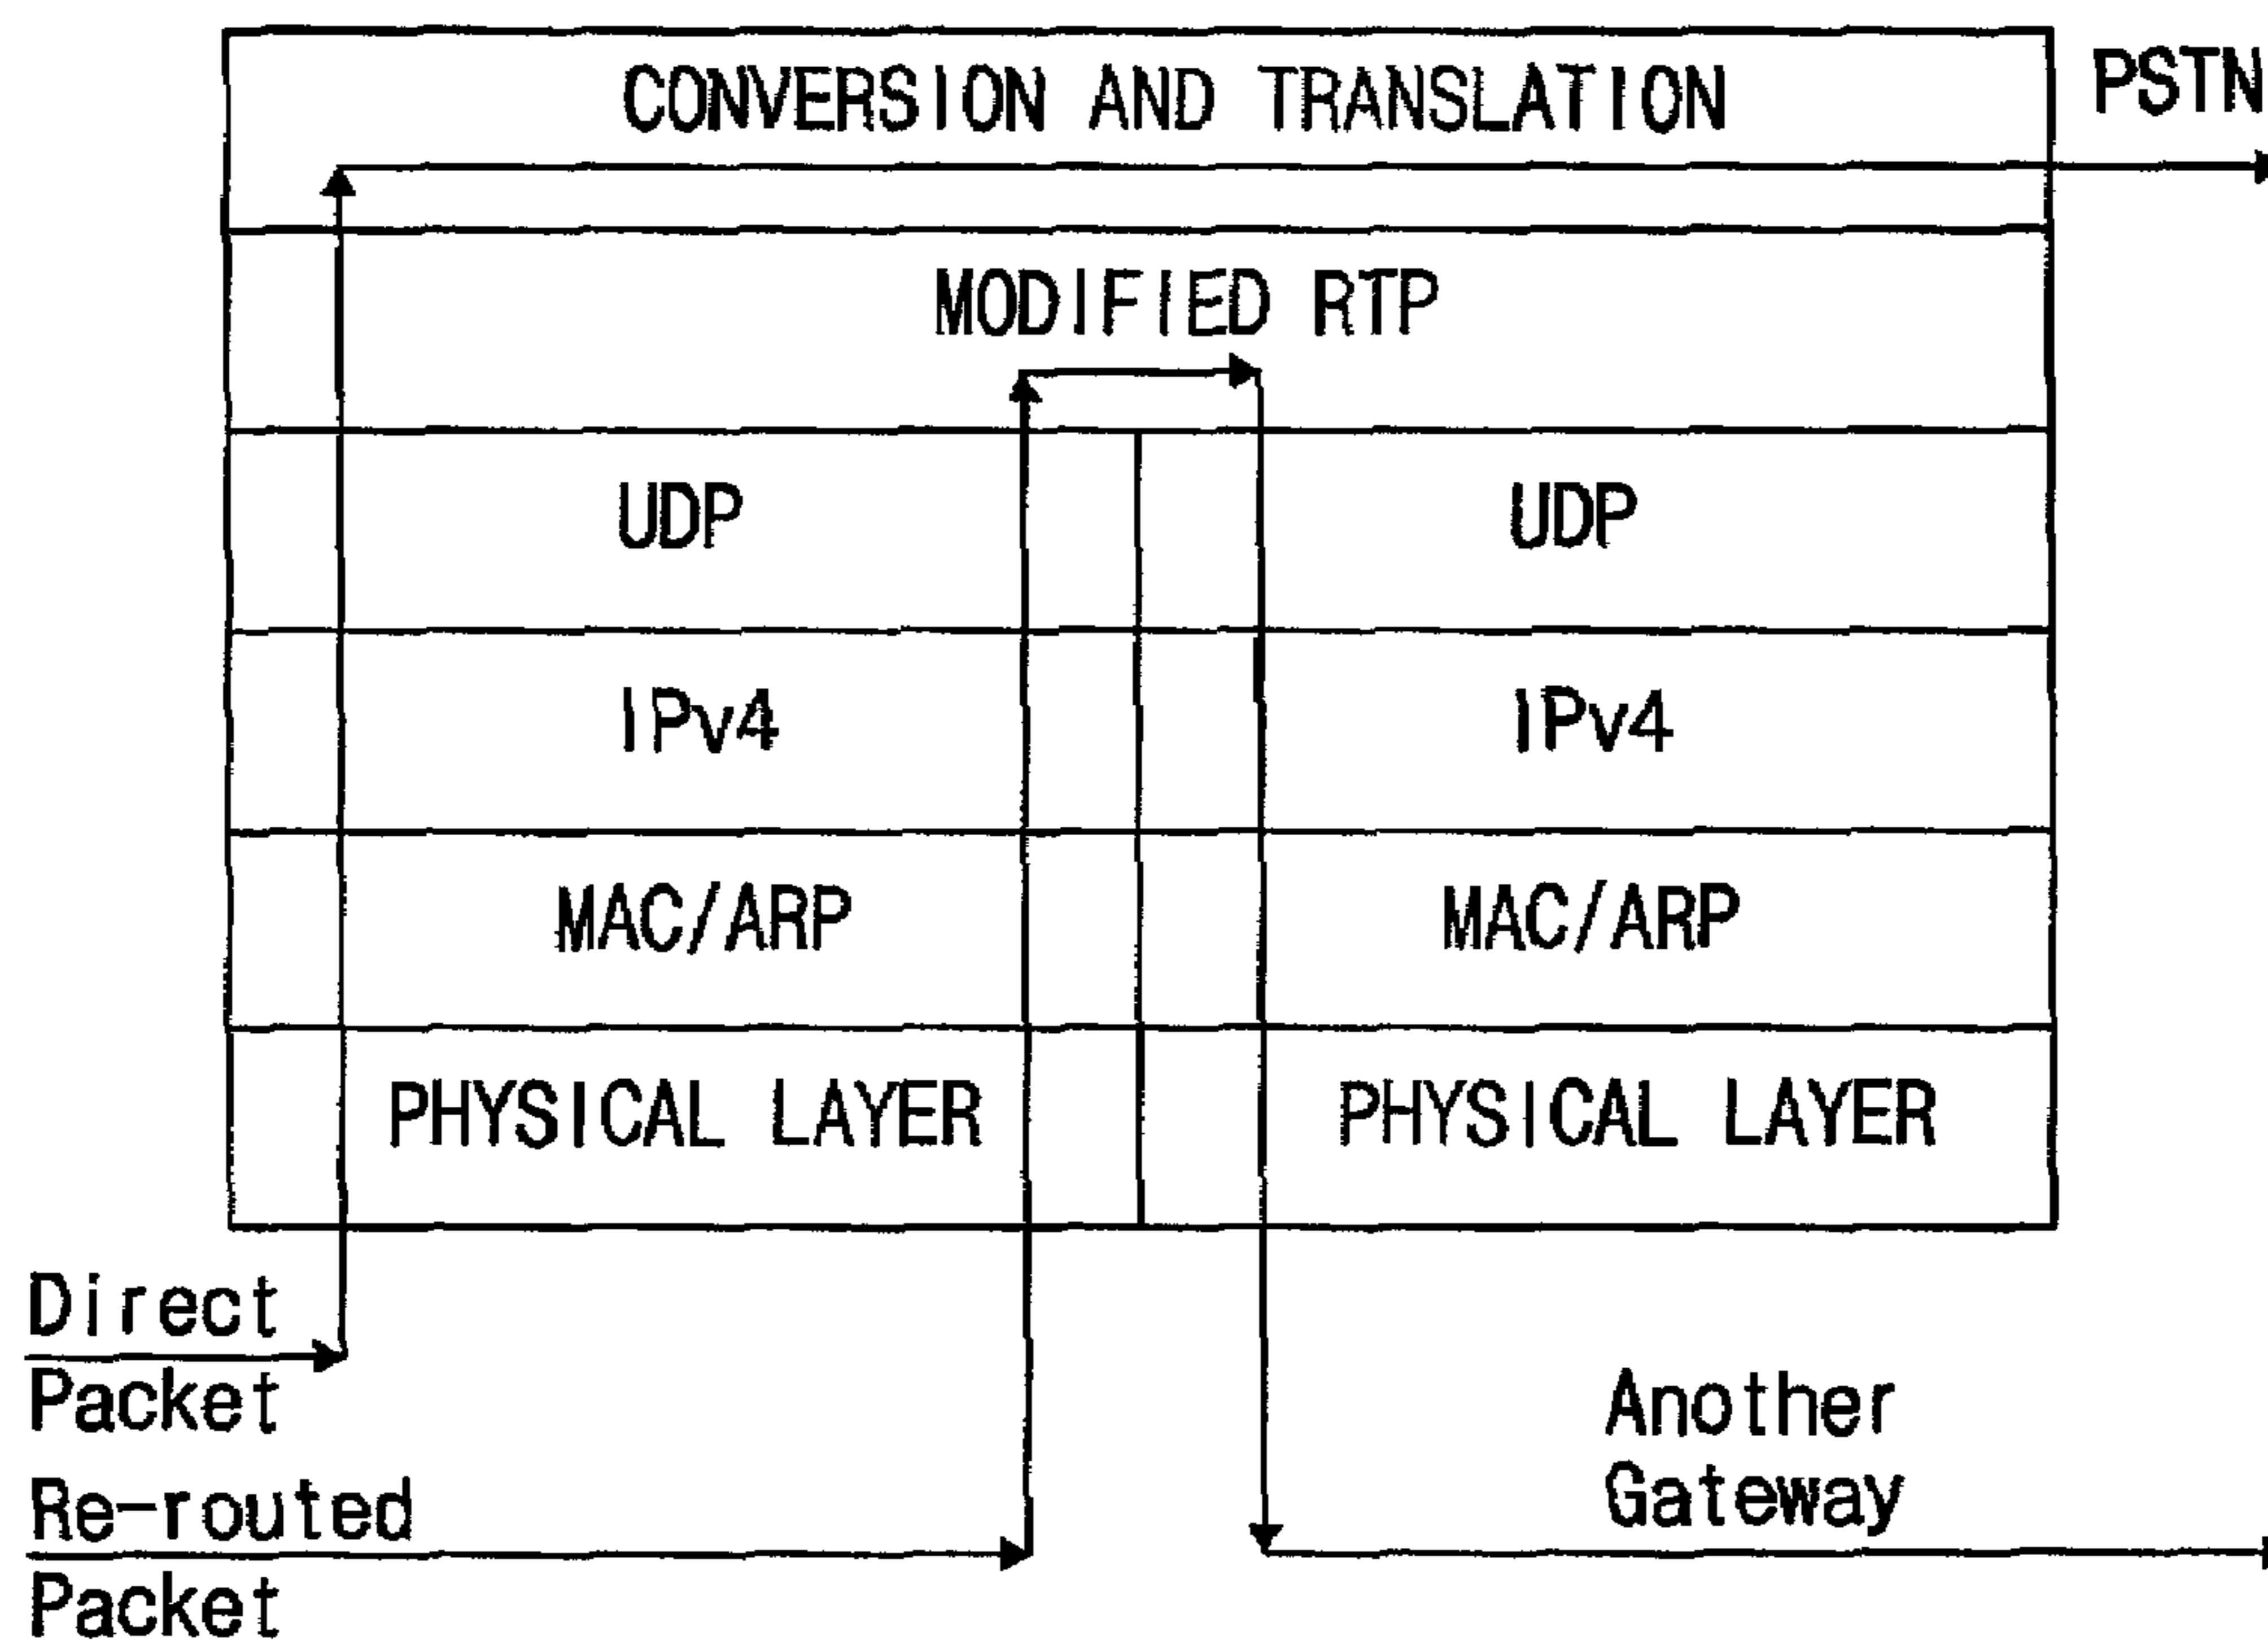 CONVERSION AND TRANSLATION
PSTN
MODIFIED RTP
UDP
UDP
IPv4
IPv4
MAC/ARP
MAC/ARP
PHYSICAL LAYER
PHYSICAL LAYER
Direct
Packet
Another
Gateway
Re-routed
Packet